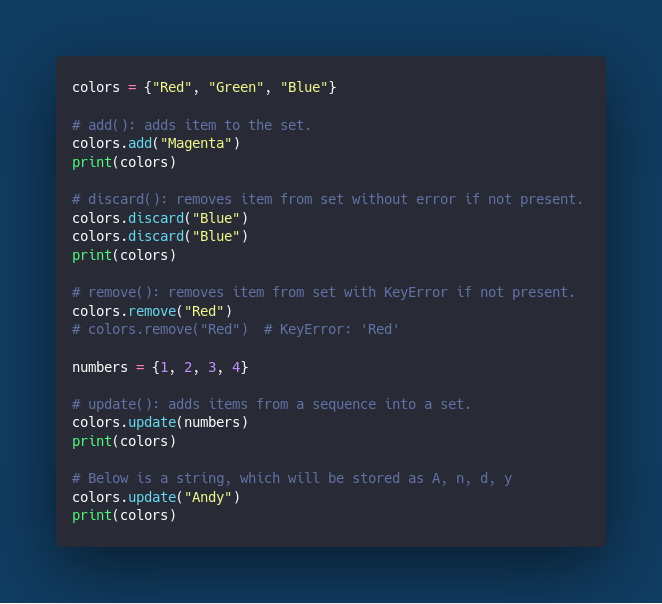 colors = {"Red", "Green", "Blue"}
# add(): adds item to the set.
colors.add("Magenta")
print(colors)
# discard(): removes item from set without error if not present.
colors.discard("Blue")
colors.discard("Blue")
print(colors)
# remove(): removes item from set with KeyError if not present.
colors.remove("Red")
# colors.remove("Red")  # KeyError: 'Red'
numbers = {1, 2, 3, 4}
# update(): adds items from a sequence into a set.
colors.update(numbers)
print(colors)
# Below is a string, which will be stored as A, n, d, y
colors.update("Andy")
print(colors)